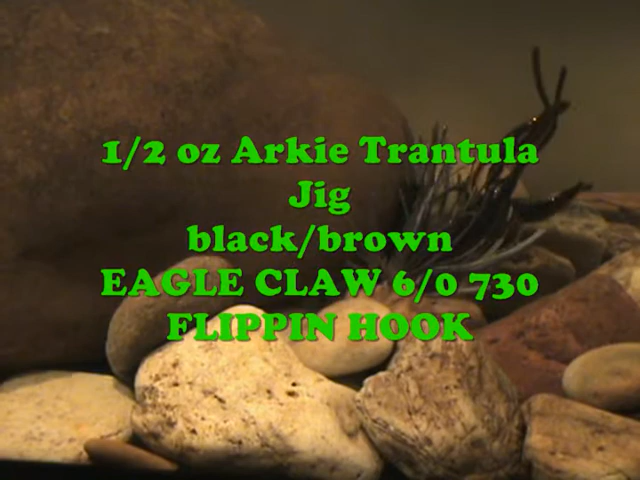 1/2 oz Arkie Trantula
Jig
black/brown
EAGLE CLAW 6/0 730
FLIPPIN HOOK